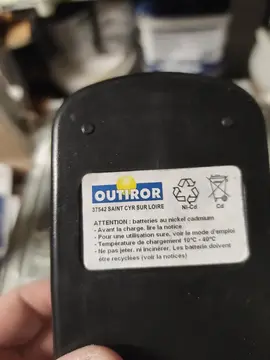 OUTIROR
37542 SAINT CYR SUR LOIRE
Ni-Cd
Cd
ATTENTION : batteries au nickel cadmium
- Avant la charge, lire la notice
- Pour une utilisation sure, voir le mode d'emploi
- Température de chargement 10°C - 40°C
- Ne pas jeter, ni incinérer. Les batteries doivent
être recyclées (voir la notice)